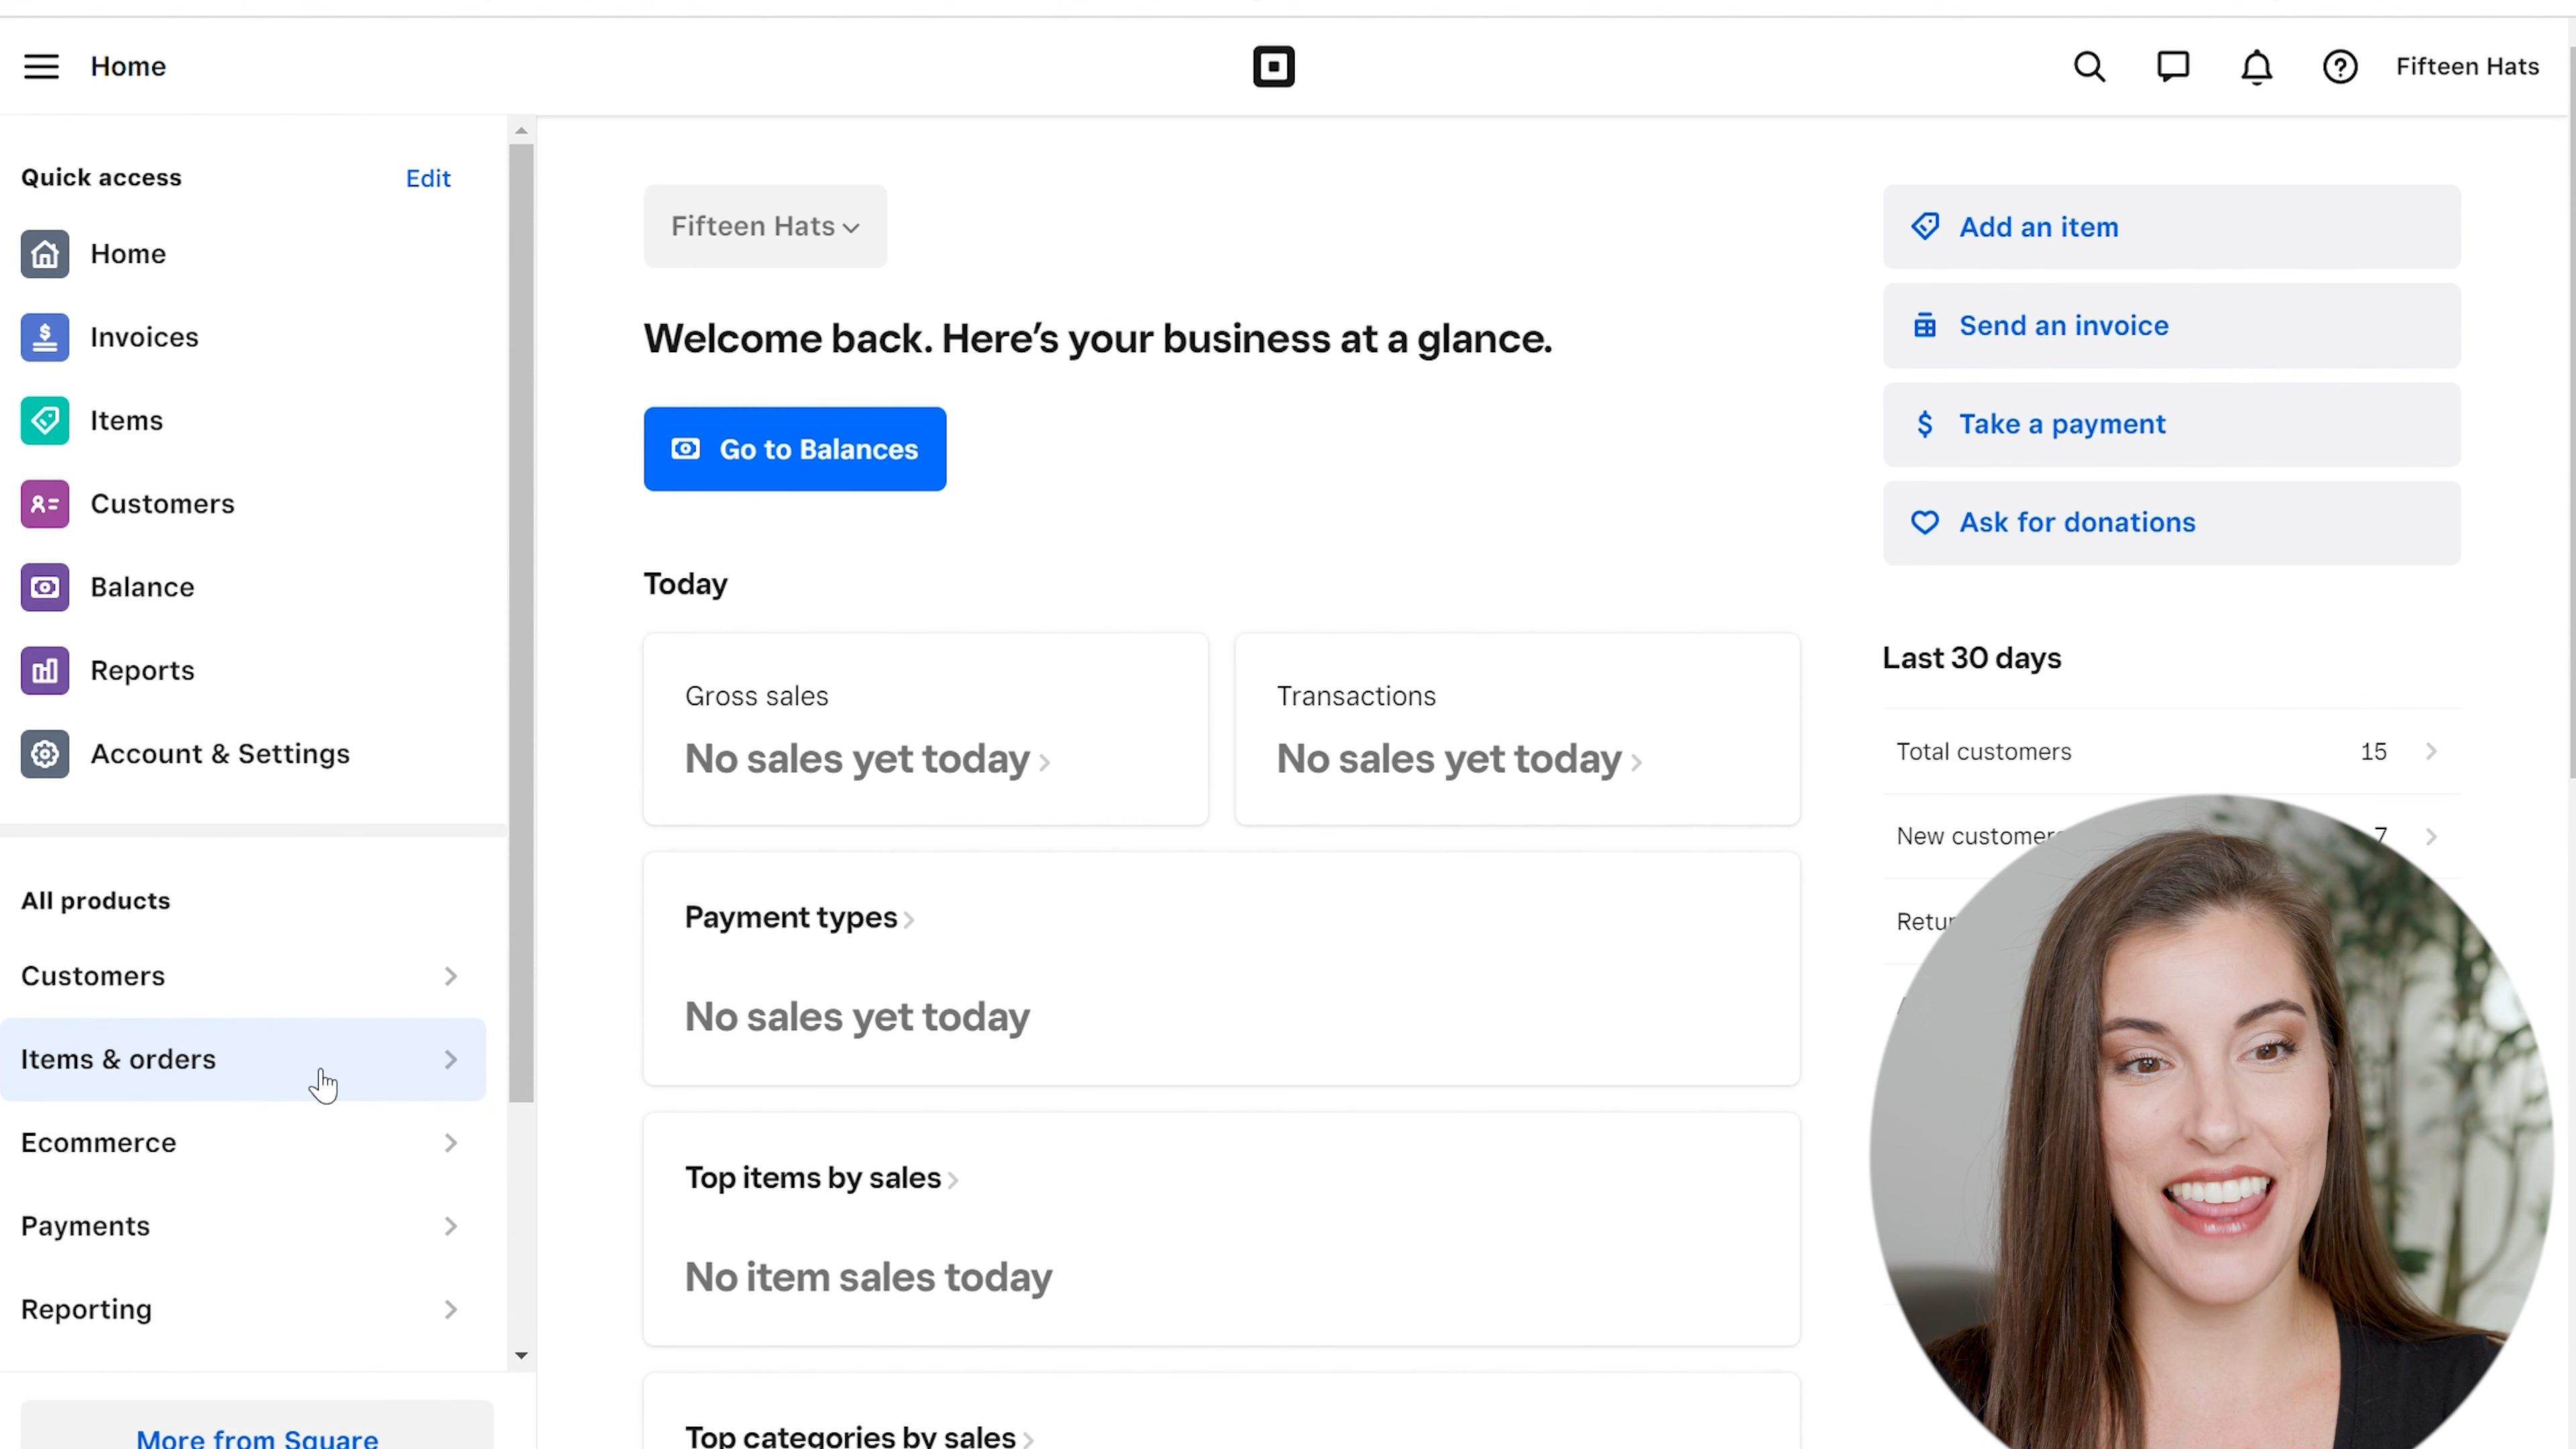 Home
Fifteen Hats
Quick access
Edit
Home
Invoices
Items
Customers
Balance
Reports
Account & Settings
All products
Customers
Items & orders
Ecommerce
Payments
Reporting
More from Square
Fifteen Hats
Welcome back. Here’s your business at a glance.
Go to Balances
Today
Gross sales
No sales yet today
Transactions
No sales yet today
Payment types
No sales yet today
Top items by sales
No item sales today
Top categories by sales
Add an item
Send an invoice
Take a payment
Ask for donations
Last 30 days
Total customers 15
New 7